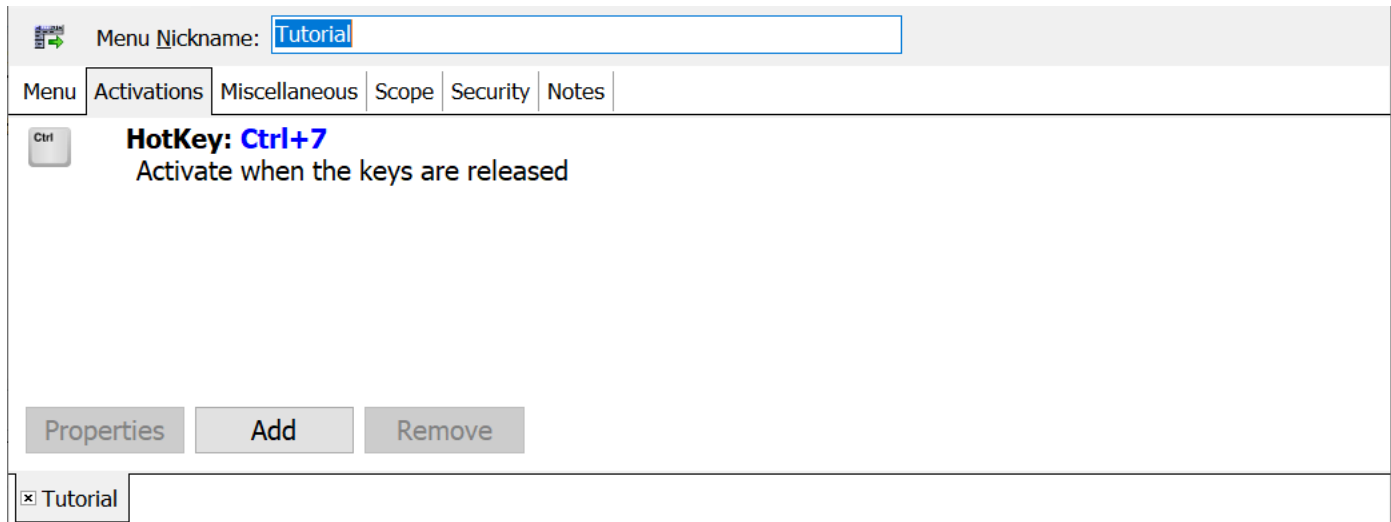 Menu Nickname: Tutorial
Menu Activations Miscellaneous Scope Security Notes
Ctrl
HotKey: Ctrl+7
Activate when the keys are released
Properties Add Remove
Tutorial